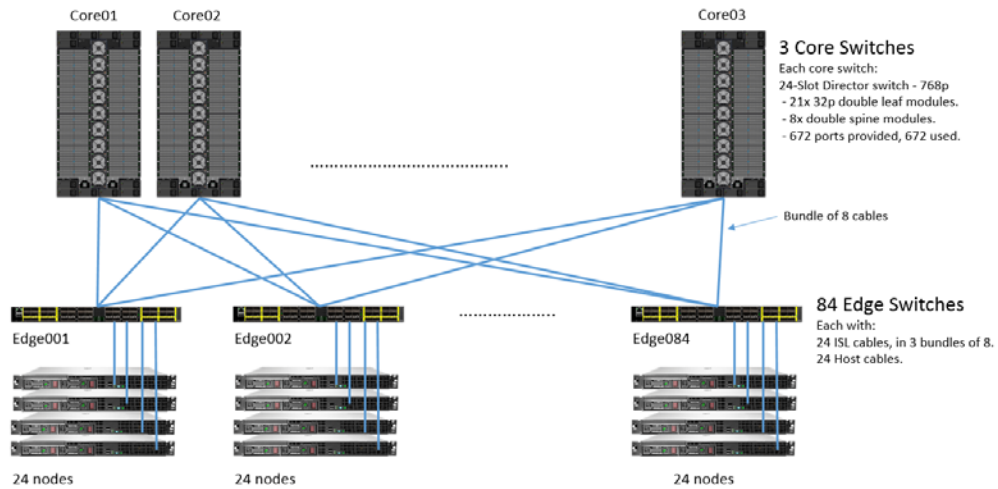 Core01
Core02
Core03
3 Core Switches
Each core switch:
24-Slot Director switch - 768p
- 21x 32p double leaf modules.
- 8x double spine modules.
- 672 ports provided, 672 used.
Bundle of 8 cables
84 Edge Switches
Each with:
24 ISL cables, in 3 bundles of 8.
24 Host cables.
Edge001
Edge002
Edge084
24 nodes
24 nodes
24 nodes